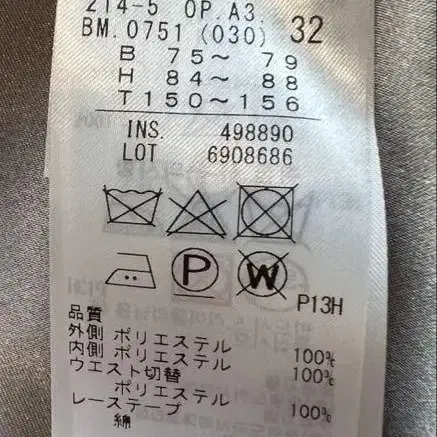 214-5 OP.A3.
BM.0751 (030) 32
B 75～ 79
H 84～ 88
T 150～156
INS. 498890
LOT 6908686
P W P13H
品質
外側 ポリエステル 100%
内側 ポリエステル 100%
ウエスト切替
ポリエステル 100%
レーステープ
綿